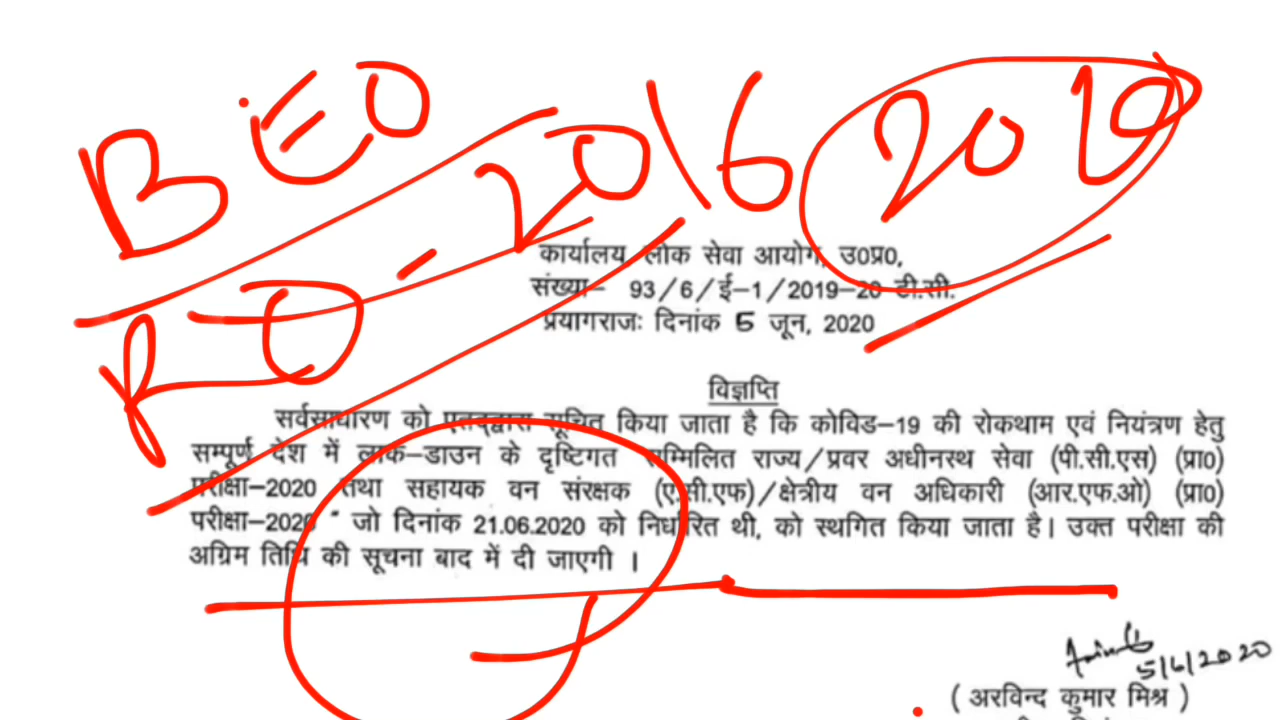 BEO
RO - 2016 2020
कार्यालय लोक सेवा आयोग, उ0प्र0,
संख्या- 93/6/ई-1/2019-20 टी.सी.
प्रयागराजः दिनांक 5 जून, 2020
विज्ञप्ति
सर्वसाधारण को एतद्द्वारा सूचित किया जाता है कि कोविड-19 की रोकथाम एवं नियंत्रण हेतु
सम्पूर्ण देश में लाक-डाउन के दृष्टिगत सम्मिलित राज्य/प्रवर अधीनस्थ सेवा (पी.सी.एस) (प्रा0)
परीक्षा-2020 तथा सहायक वन संरक्षक (ए.सी.एफ)/क्षेत्रीय वन अधिकारी (आर.एफ.ओ) (प्रा0)
परीक्षा-2020 जो दिनांक 21.06.2020 को निर्धारित थी, को स्थगित किया जाता है। उक्त परीक्षा की
अग्रिम तिथि की सूचना बाद में दी जाएगी ।
5/6/2020
( अरविन्द कुमार मिश्र )